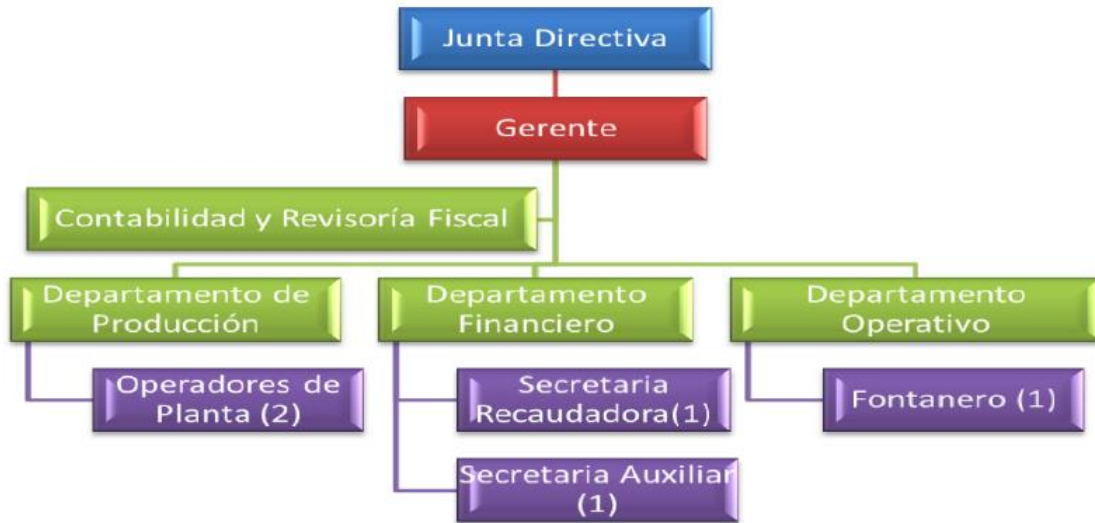 Junta Directiva
Gerente
Contabilidad y Revisoría Fiscal
Departamento de
Producción
Departamento
Financiero
Departamento
Operativo
Operadores de
Planta (2)
Secretaria
Recaudadora(1)
Fontanero (1)
Secretaria Auxiliar
(1)